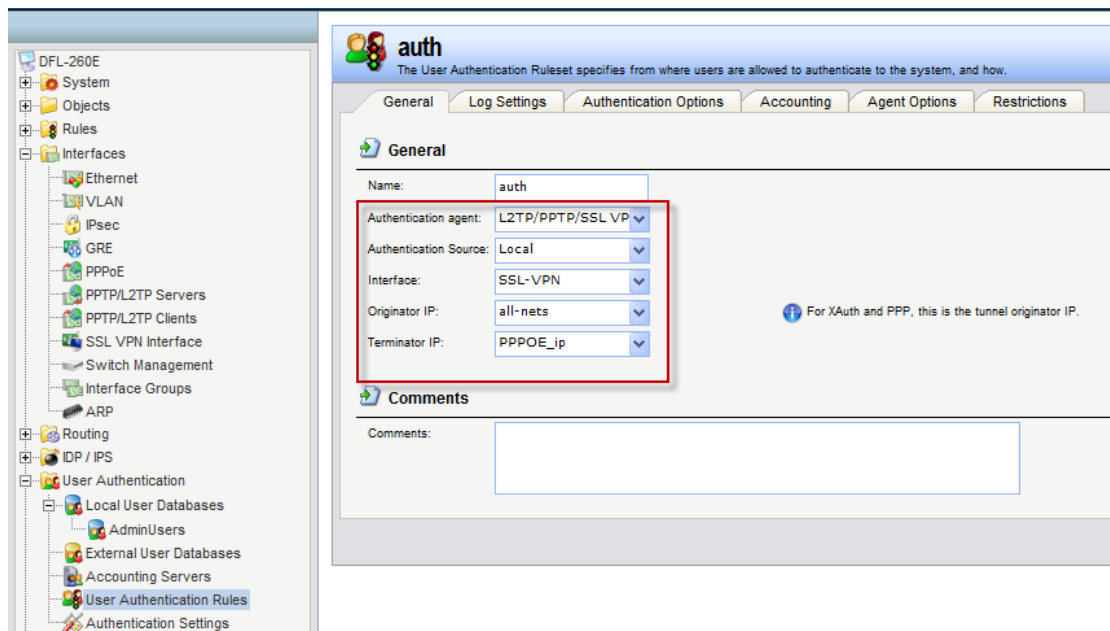 DFL-260E
System
Objects
Rules
Interfaces
Ethernet
VLAN
IPsec
GRE
PPPoE
PPTP/L2TP Servers
PPTP/L2TP Clients
SSL VPN Interface
Switch Management
Interface Groups
ARP
Routing
IDP / IPS
User Authentication
Local User Databases
AdminUsers
External User Databases
Accounting Servers
User Authentication Rules
Authentication Settings
auth
The User Authentication Ruleset specifies from where users are allowed to authenticate to the system, and how.
General Log Settings Authentication Options Accounting Agent Options Restrictions
General
Name: auth
Authentication agent: L2TP/PPTP/SSL VP
Authentication Source: Local
Interface: SSL-VPN
Originator IP: all-nets For XAuth and PPP, this is the tunnel originator IP.
Terminator IP: PPPOE_ip
Comments
Comments: